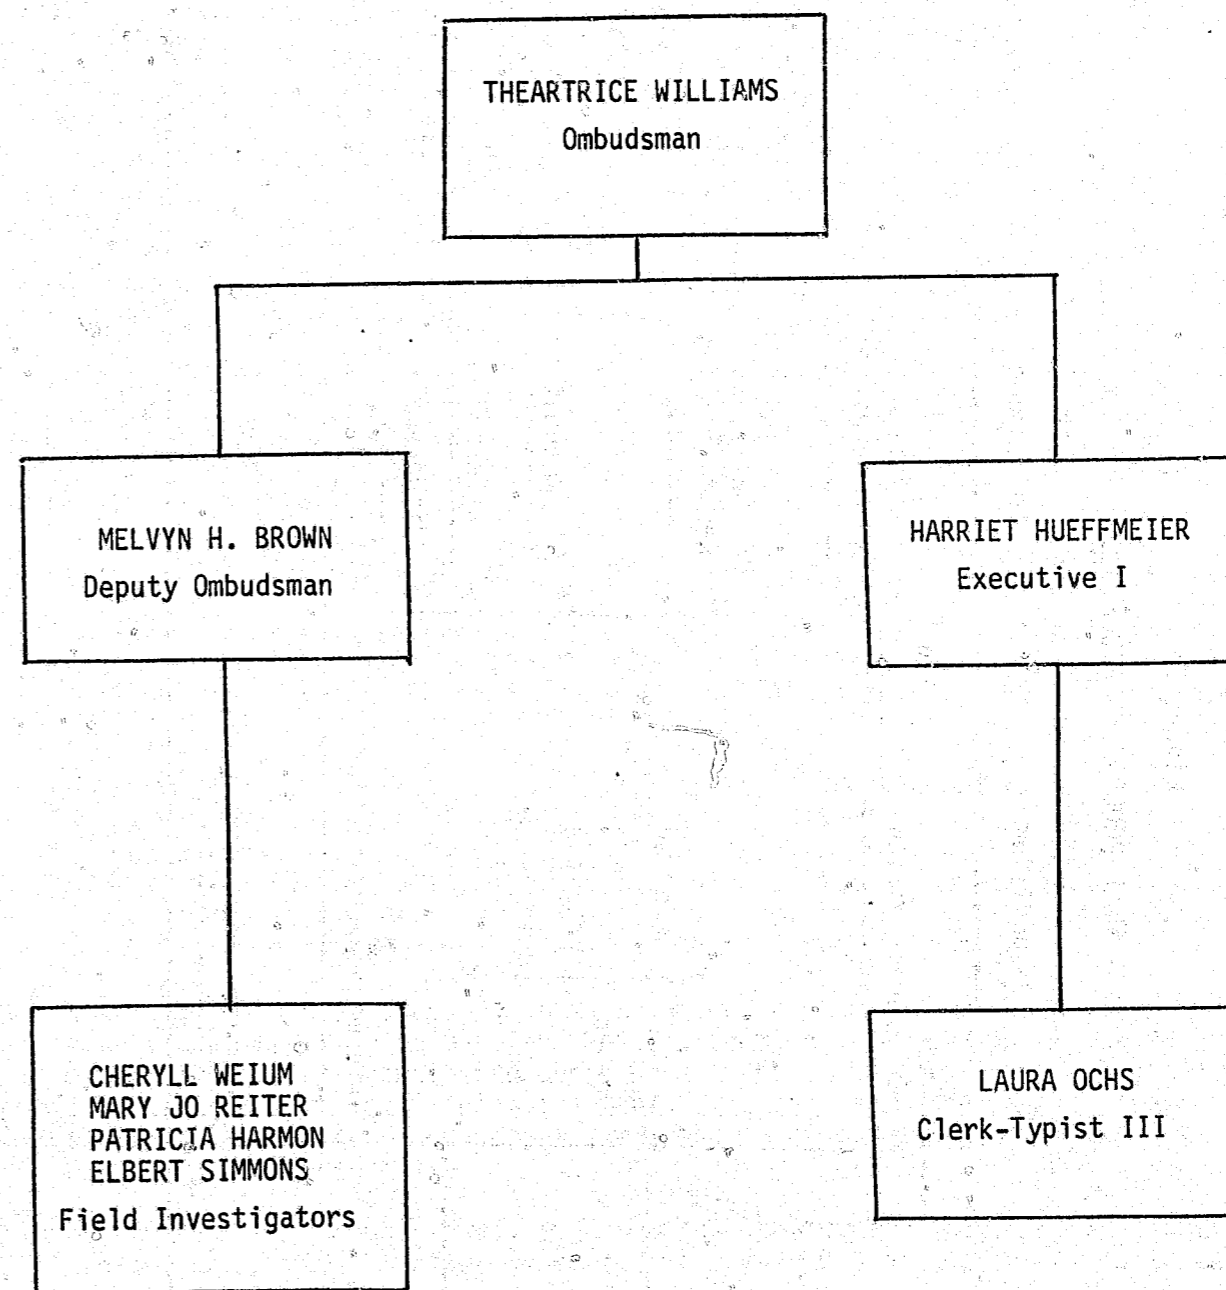 THEARTRICE WILLIAMS
Ombudsman
MELVYN H. BROWN
Deputy Ombudsman
HARRIET HUEFFMEIER
Executive I
CHERYLL WEIUM
MARY JO REITER
PATRICIA HARMON
ELBERT SIMMONS
Field Investigators
LAURA OCHS
Clerk-Typist III